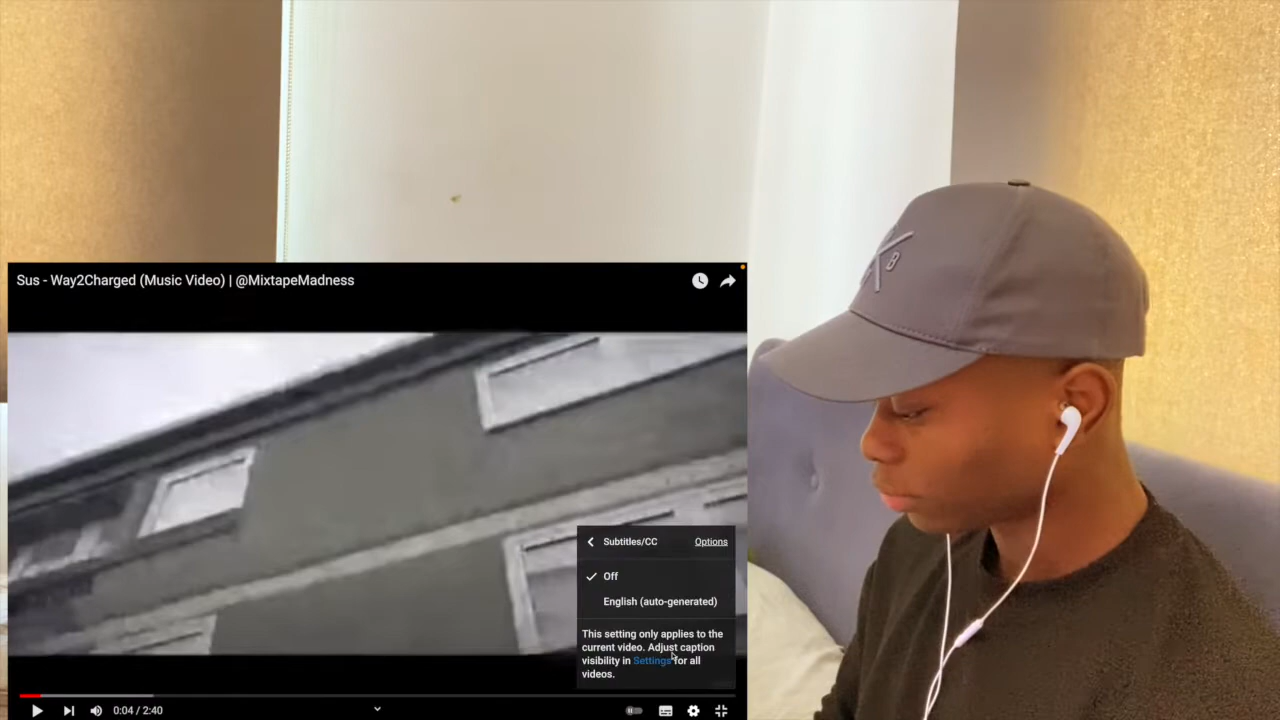 Sus - Way2Charged (Music Video) | @MixtapeMadness
B
Subtitles/CC
Options
Off
English (auto-generated)
This setting only applies to the
current video. Adjust caption
visibility in Settings for all
videos.
0:04 / 2:40